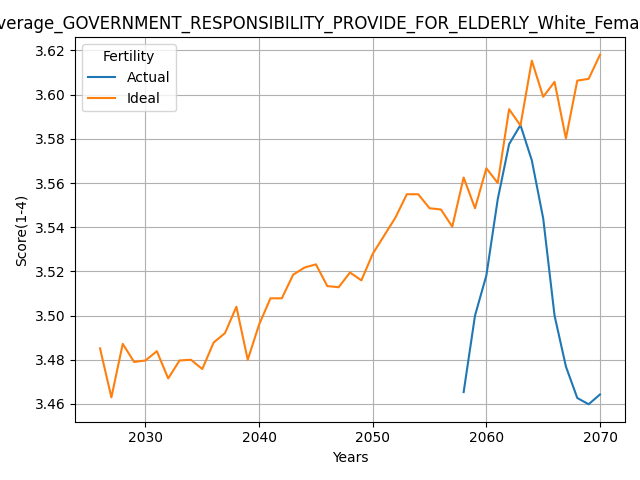 verage_GOVERNMENT_RESPONSIBILITY_PROVIDE_FOR_ELDERLY_White_Fema
Fertility
Actual
Ideal
Score(1-4)
3.62
3.60
3.58
3.56
3.54
3.52
3.50
3.48
3.46
2030 2040 2050 2060 2070
Years